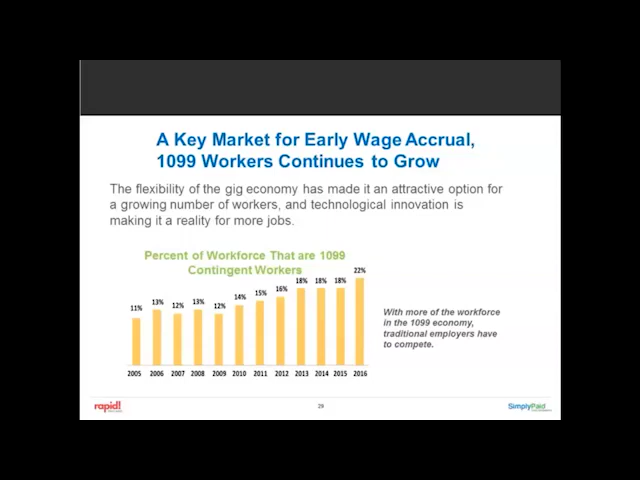 A Key Market for Early Wage Accrual,
1099 Workers Continues to Grow
The flexibility of the gig economy has made it an attractive option for
a growing number of workers, and technological innovation is
making it a reality for more jobs.
Percent of Workforce That are 1099
Contingent Workers
11% 13% 12% 13% 12% 14% 15% 16% 18% 18% 18% 22%
2005 2006 2007 2008 2009 2010 2011 2012 2013 2014 2015 2016
With more of the workforce
in the 1099 economy,
traditional employers have
to compete.
rapid!
29
SimplyPaid